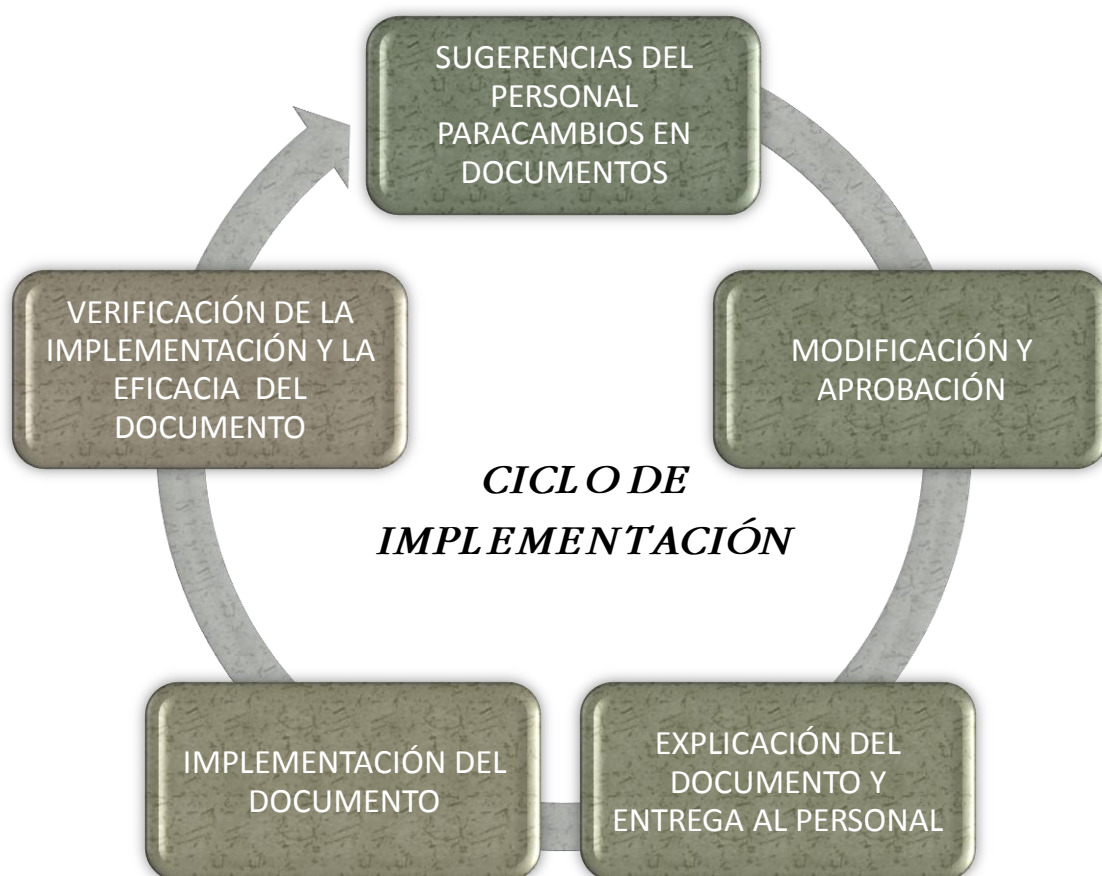 SUGERENCIAS DEL
PERSONAL
PARACAMBIOS EN
DOCUMENTOS
MODIFICACIÓN Y
APROBACIÓN
EXPLICACIÓN DEL
DOCUMENTO Y
ENTREGA AL PERSONAL
IMPLEMENTACIÓN DEL
DOCUMENTO
VERIFICACIÓN DE LA
IMPLEMENTACIÓN Y LA
EFICACIA DEL
DOCUMENTO
CICLO DE
IMPLEMENTACIÓN